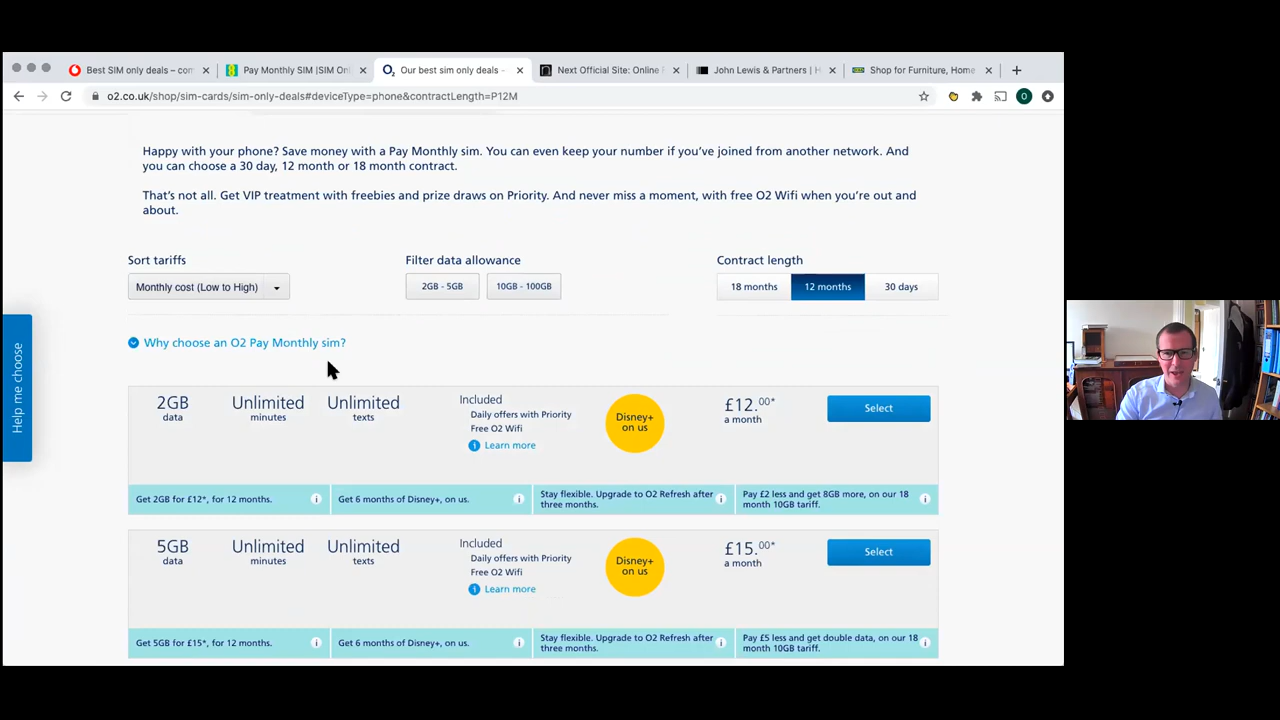 Best SIM only deals – com
Pay Monthly SIM |SIM Onl
O2 Our best sim only deals -
Next Official Site: Online F
John Lewis & Partners | H
Shop for Furniture, Home
o2.co.uk/shop/sim-cards/sim-only-deals#deviceType=phone&contractLength=P12M
O
Happy with your phone? Save money with a Pay Monthly sim. You can even keep your number if you've joined from another network. And
you can choose a 30 day, 12 month or 18 month contract.
That's not all. Get VIP treatment with freebies and prize draws on Priority. And never miss a moment, with free O2 Wifi when you're out and
about.
Sort tariffs
Filter data allowance
Contract length
Monthly cost (Low to High)
2GB - 5GB
10GB - 100GB
18 months
12 months
30 days
Help me choose
Why choose an O2 Pay Monthly sim?
2GB
data
Unlimited
minutes
Unlimited
texts
Included
Daily offers with Priority
Free O2 Wifi
Learn more
Disney+
on us
£12.00*
a month
Select
Get 2GB for £12*, for 12 months.
Get 6 months of Disney+, on us.
Stay flexible. Upgrade to O2 Refresh after
three months.
Pay £2 less and get 8GB more, on our 18
month 10GB tariff.
5GB
data
Unlimited
minutes
Unlimited
texts
Included
Daily offers with Priority
Free O2 Wifi
Learn more
Disney+
on us
£15.00*
a month
Select
Get 5GB for £15*, for 12 months.
Get 6 months of Disney+, on us.
Stay flexible. Upgrade to O2 Refresh after
three months.
Pay £5 less and get double data, on our 18
month 10GB tariff.